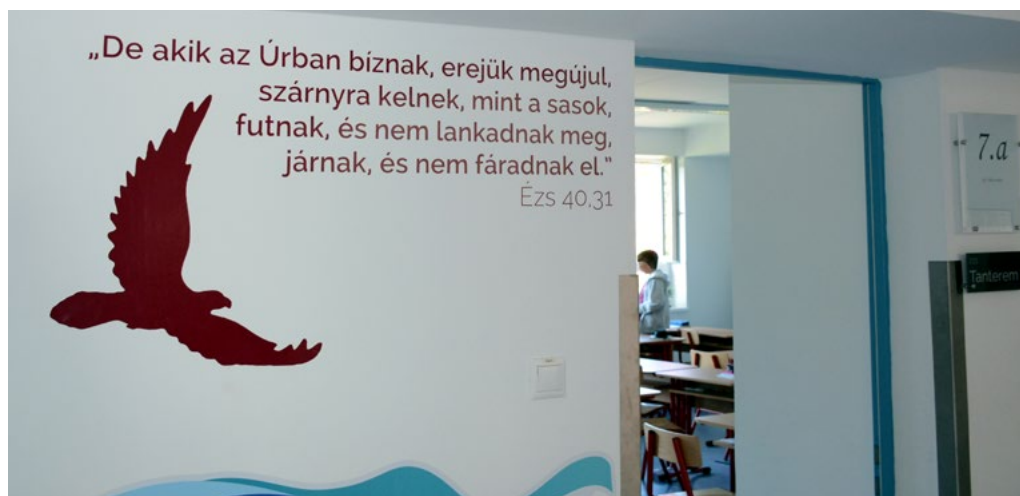 „De akik az Úrban bíznak, erejük megújul,
szárnyra kelnek, mint a sasok,
futnak, és nem lankadnak meg,
járnak, és nem fáradnak el.”
Ézs 40,31
7.a
Tanterem